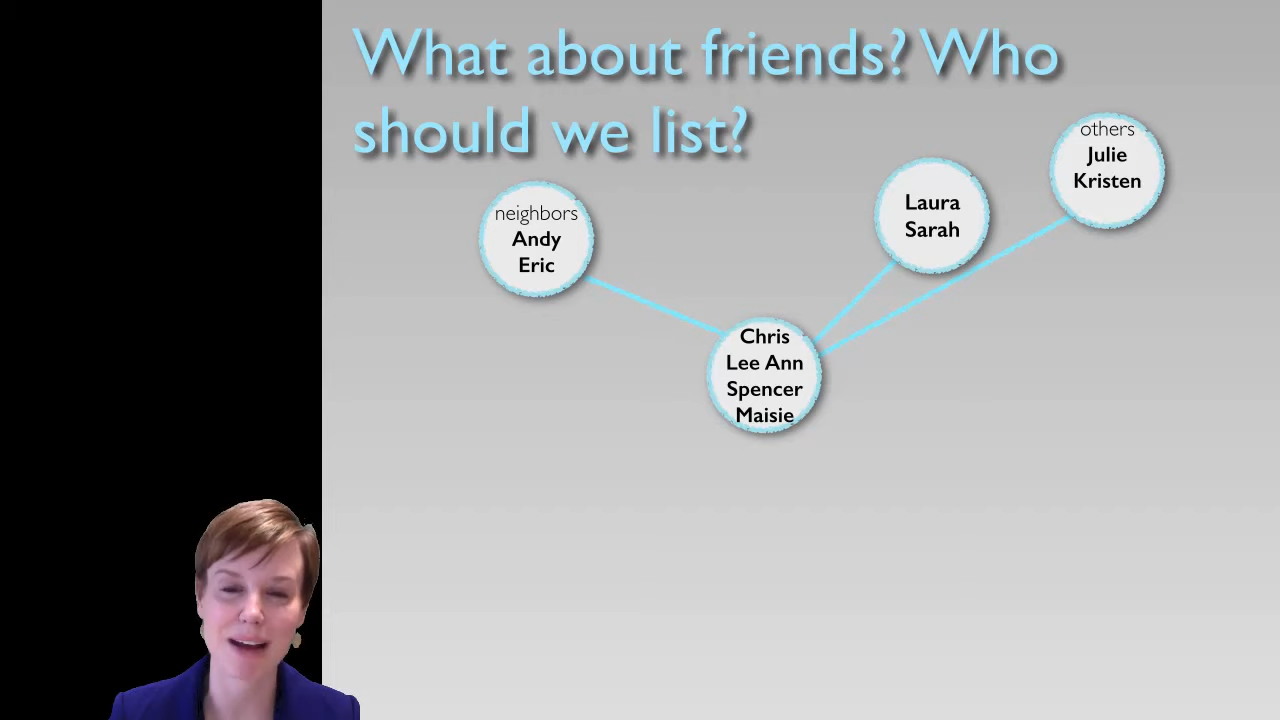 What about friends? Who
should we list?
others
Julie
Kristen
Laura
Sarah
neighbors
Andy
Eric
Chris
Lee Ann
Spencer
Maisie